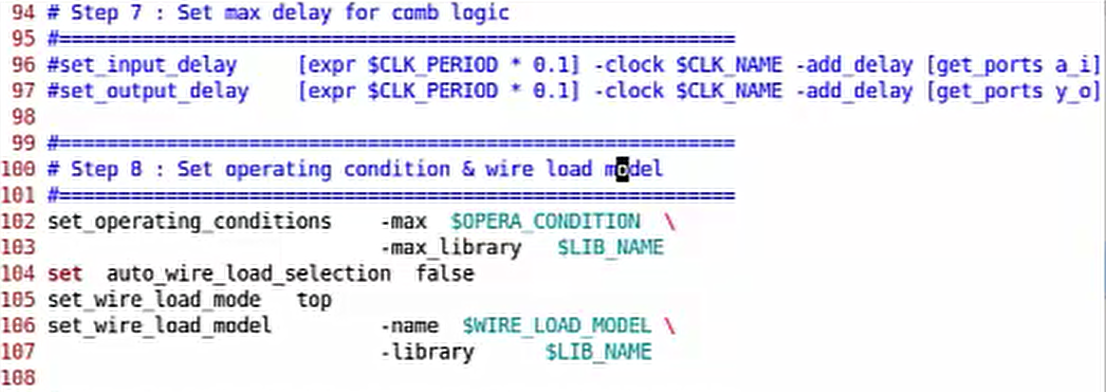 94 # Step 7 : Set max delay for comb logic
95 #==========================================================
96 #set_input_delay     [expr $CLK_PERIOD * 0.1] -clock $CLK_NAME -add_delay [get_ports a_i]
97 #set_output_delay    [expr $CLK_PERIOD * 0.1] -clock $CLK_NAME -add_delay [get_ports y_o]
98
99 #==========================================================
100 # Step 8 : Set operating condition & wire load model
101 #==========================================================
102 set_operating_conditions    -max  $OPERA_CONDITION  \
103                             -max_library   $LIB_NAME
104 set  auto_wire_load_selection  false
105 set_wire_load_mode   top
106 set_wire_load_model         -name  $WIRE_LOAD_MODEL \
107                             -library      $LIB_NAME
108